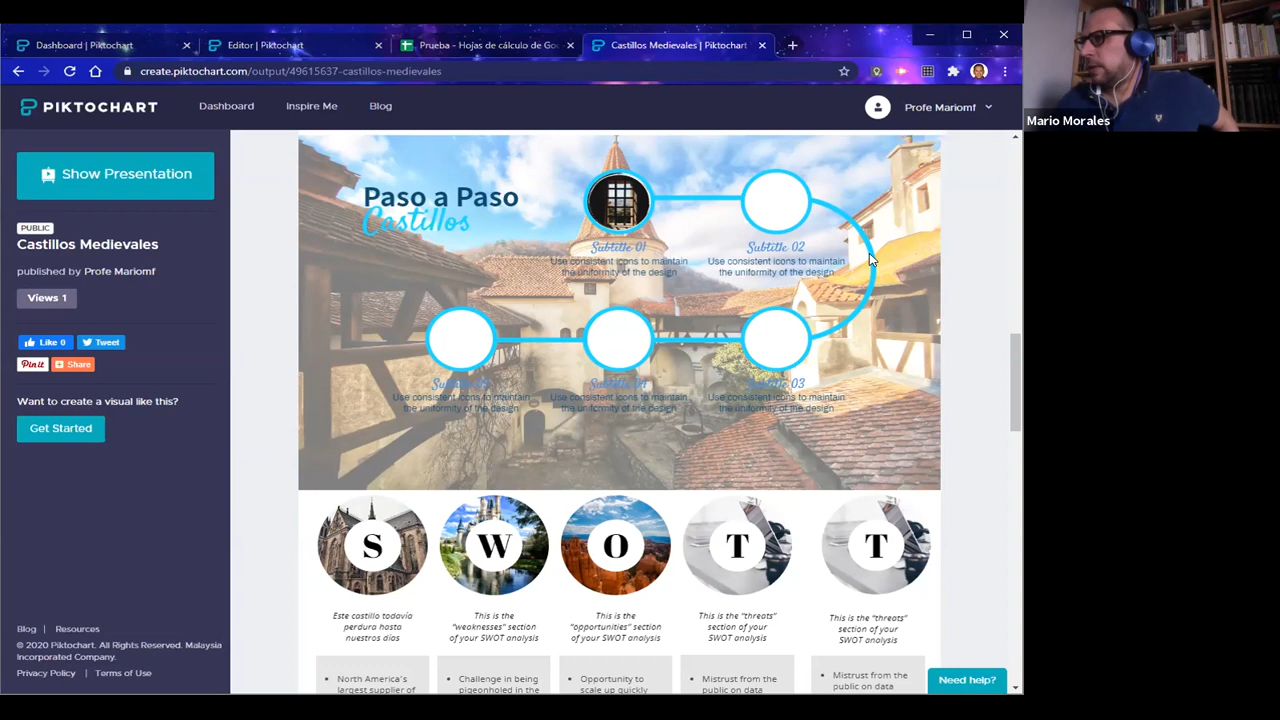 Dashboard | Piktochart
Editor | Piktochart
Prueba - Hojas de cálculo de Goo
Castillos Medievales | Piktochart
create.piktochart.com/output/49615637-castillos-medievales
PIKTOCHART
Dashboard
Inspire Me
Blog
Profe Mariomf
Mario Morales
Show Presentation
PUBLIC
Castillos Medievales
published by Profe Mariomf
Views 1
Like 0
Tweet
Pin it
Share
Want to create a visual like this?
Get Started
Blog | Resources
© 2020 Piktochart. All Rights Reserved. Malaysia
Incorporated Company.
Privacy Policy | Terms of Use
Paso a Paso
Castillos
Subtitle 01
Use consistent icons to maintain
the uniformity of the design
Subtitle 02
Use consistent icons to maintain
the uniformity of the design
Use consistent icons to maintain
the uniformity of the design
Subtitle 04
Use consistent icons to maintain
the uniformity of the design
Subtitle 03
Use consistent icons to maintain
the uniformity of the design
S
W
O
T
T
Este castillo todavía
perdura hasta
nuestros días
This is the
"weaknesses" section
of your SWOT analysis
This is the
"opportunities" section
of your SWOT analysis
This is the "threats"
section of your
SWOT analysis
This is the "threats"
section of your
SWOT analysis
• North America's
largest supplier of
• Challenge in being
pigeonholed in the
• Opportunity to
scale up quickly
• Mistrust from the
public on data
• Mistrust from the
public on data
Need help?